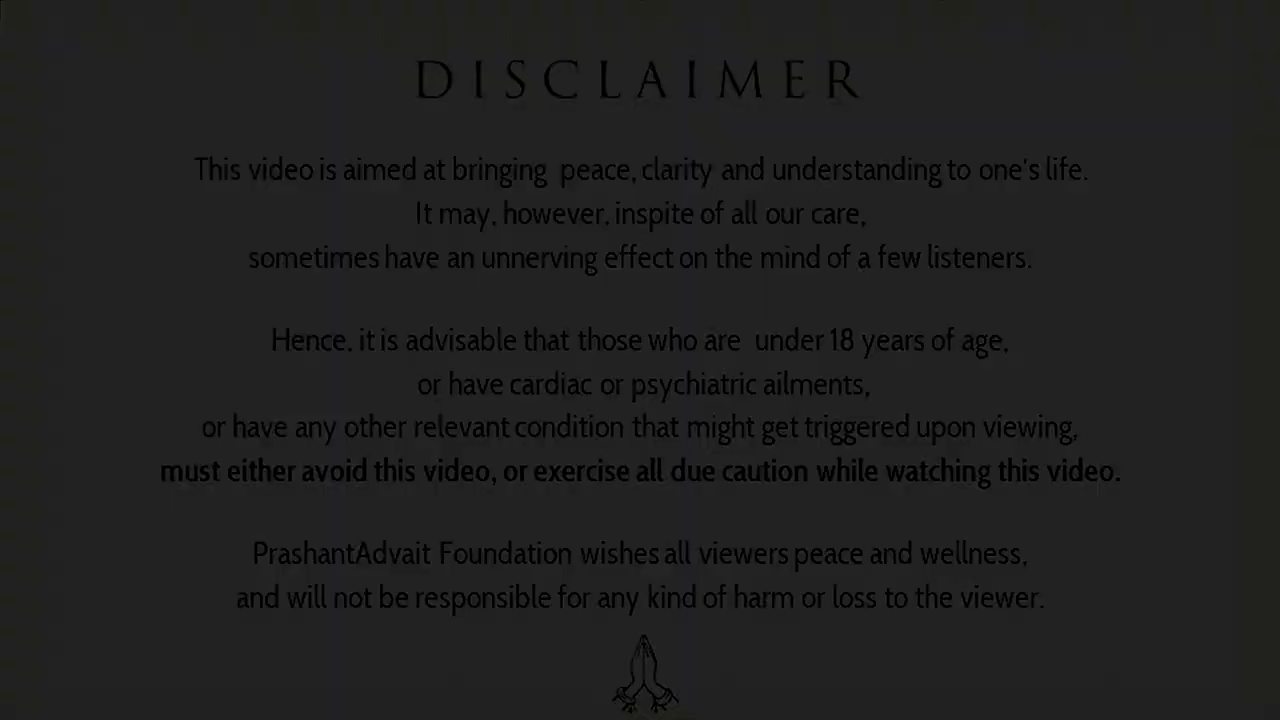 DISCLAIMER
This video is aimed at bringing peace, clarity and understanding to one's life.
It may, however, inspite of all our care,
sometimes have an unnerving effect on the mind of a few listeners.
Hence, it is advisable that those who are under 18 years of age,
or have cardiac or psychiatric ailments,
or have any other relevant condition that might get triggered upon viewing,
must either avoid this video, or exercise all due caution while watching this video.
PrashantAdvait Foundation wishes all viewers peace and wellness,
and will not be responsible for any kind of harm or loss to the viewer.